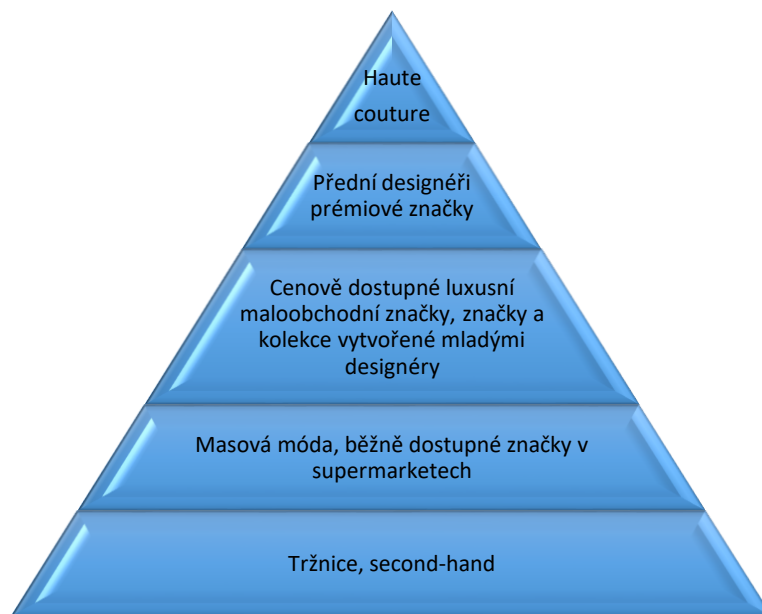 Haute
couture
Přední designéři
prémiové značky
Cenově dostupné luxusní
maloobchodní značky, značky a
kolekce vytvořené mladými
designéry
Masová móda, běžně dostupné značky v
supermarketech
Tržnice, second-hand